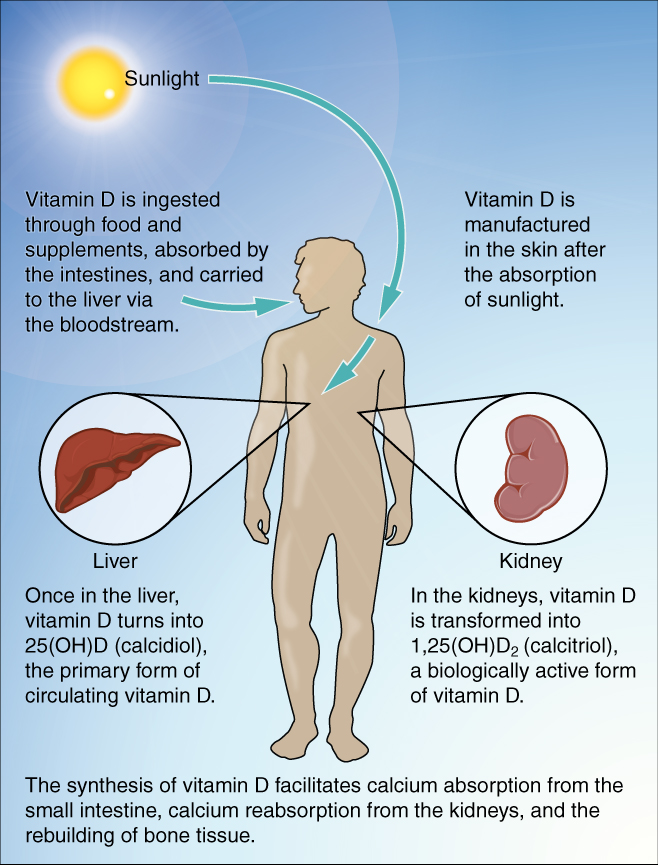 Sunlight
Vitamin D is ingested
through food and
supplements, absorbed by
the intestines, and carried
to the liver via
the bloodstream.
Vitamin D is
manufactured
in the skin after
the absorption
of sunlight.
Liver
Once in the liver,
vitamin D turns into
25(OH)D (calcidiol),
the primary form of
circulating vitamin D.
Kidney
In the kidneys, vitamin D
is transformed into
1,25(OH)D₂ (calcitriol),
a biologically active form
of vitamin D.
The synthesis of vitamin D facilitates calcium absorption from the
small intestine, calcium reabsorption from the kidneys, and the
rebuilding of bone tissue.